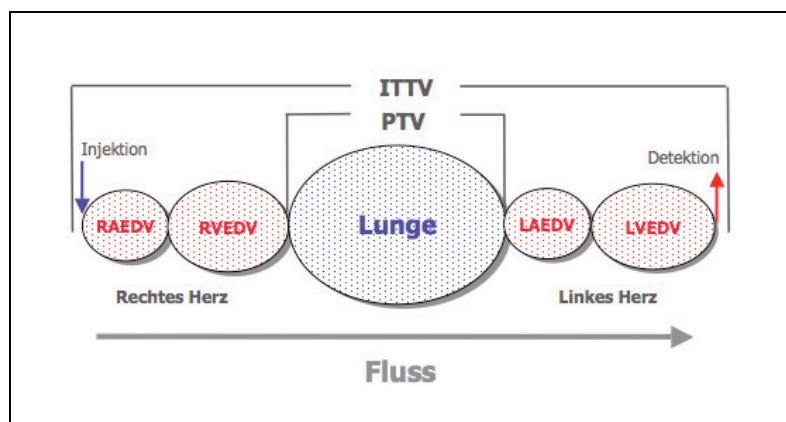 ITTV
PTV
Injektion
Detektion
RAEDV
RVEDV
Lunge
LAEDV
LVEDV
Rechtes Herz
Linkes Herz
Fluss